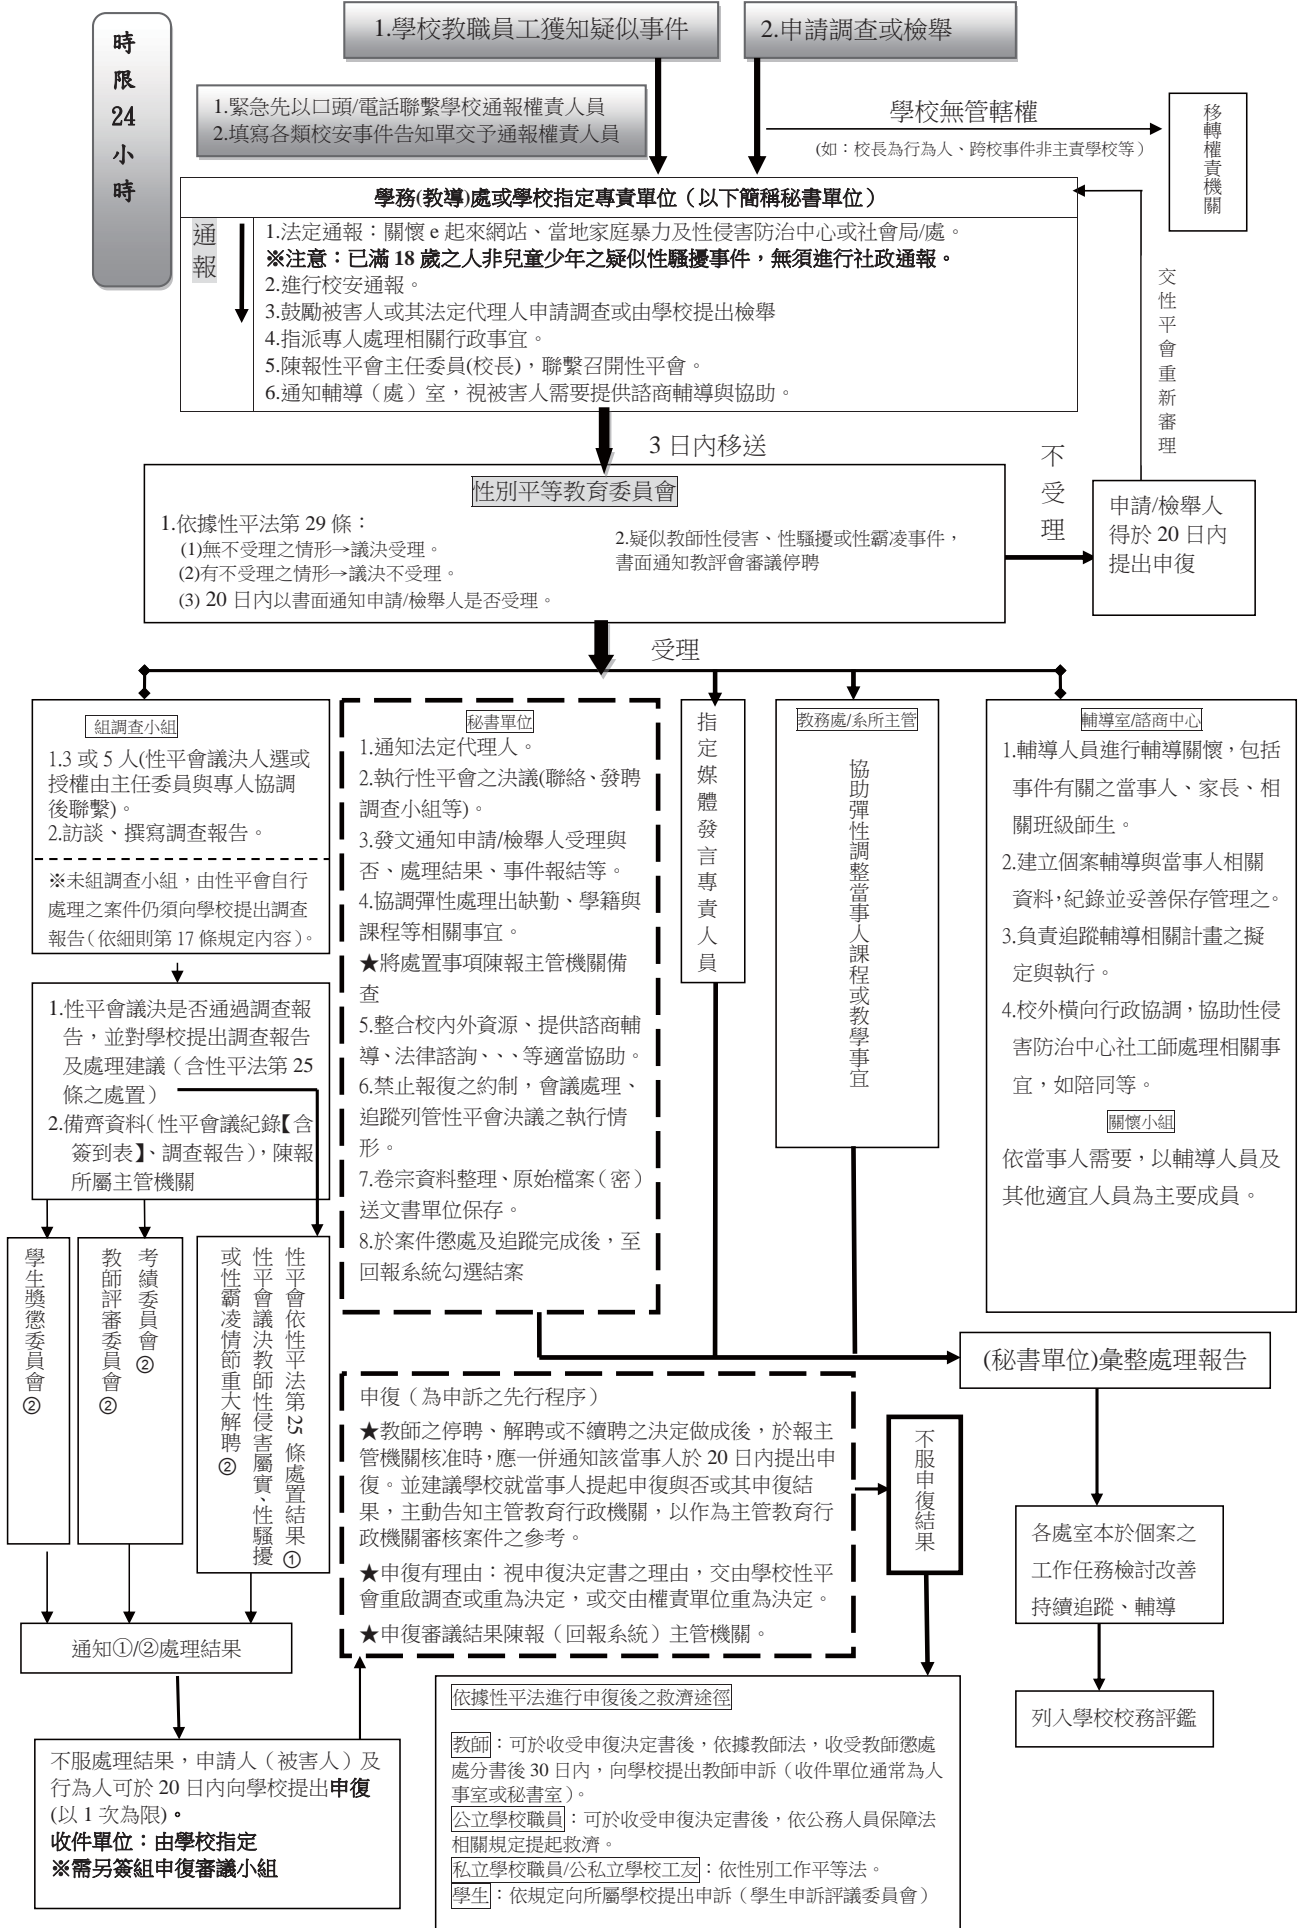 時
限
24
小
時
1.學校教職員工獲知疑似事件
2.申請調查或檢舉
1.緊急先以口頭/電話聯繫學校通報權責人員
2.填寫各類校安事件告知單交予通報權責人員
學校無管轄權
(如：校長為行為人、跨校事件非主責學校等)
移轉權責機關
學務(教導)處或學校指定專責單位（以下簡稱秘書單位）
通
報
1.法定通報：關懷 e 起來網站、當地家庭暴力及性侵害防治中心或社會局/處。
※注意：已滿 18 歲之人非兒童少年之疑似性騷擾事件，無須進行社政通報。
2.進行校安通報。
3.鼓勵被害人或其法定代理人申請調查或由學校提出檢舉
4.指派專人處理相關行政事宜。
5.陳報性平會主任委員(校長)，聯繫召開性平會。
6.通知輔導（處）室，視被害人需要提供諮商輔導與協助。
交性平會重新審理
3 日內移送
性別平等教育委員會
1.依據性平法第 29 條：
(1)無不受理之情形→議決受理。
(2)有不受理之情形→議決不受理。
(3) 20 日內以書面通知申請/檢舉人是否受理。
2.疑似教師性侵害、性騷擾或性霸凌事件，
書面通知教評會審議停聘
不
受
理
申請/檢舉人
得於 20 日內
提出申復
受理
組調查小組
1.3 或 5 人(性平會議決人選或
授權由主任委員與專人協調
後聯繫)。
2.訪談、撰寫調查報告。
※未組調查小組，由性平會自行
處理之案件仍須向學校提出調查
報告（依細則第 17 條規定內容）。
1.性平會議決是否通過調查報
告，並對學校提出調查報告
及處理建議（含性平法第 25
條之處置）
2.備齊資料（性平會議紀錄【含
簽到表】、調查報告），陳報
所屬主管機關
秘書單位
1.通知法定代理人。
2.執行性平會之決議(聯絡、發聘
調查小組等)。
3.發文通知申請/檢舉人受理與
否、處理結果、事件報結等。
4.協調彈性處理出缺勤、學籍與
課程等相關事宜。
★將處置事項陳報主管機關備
查
5.整合校內外資源、提供諮商輔
導、法律諮詢、、、等適當協助。
6.禁止報復之約制，會議處理、
追蹤列管性平會決議之執行情
形。
7.卷宗資料整理、原始檔案（密）
送文書單位保存。
8.於案件懲處及追蹤完成後，至
回報系統勾選結案
指定媒體發言專責人員
教務處/系所主管
協助彈性調整當事人課程或教學事宜
輔導室/諮商中心
1.輔導人員進行輔導關懷，包括
事件有關之當事人、家長、相
關班級師生。
2.建立個案輔導與當事人相關
資料，紀錄並妥善保存管理之。
3.負責追蹤輔導相關計畫之擬
定與執行。
4.校外橫向行政協調，協助性侵
害防治中心社工師處理相關事
宜，如陪同等。
關懷小組
依當事人需要，以輔導人員及
其他適宜人員為主要成員。
學生獎懲委員會②
考績委員會②
教師評審委員會②
性平會依性平法第 25 條處置結果①
性平會議決教師性侵害屬實、性騷擾
或性霸凌情節重大解聘②
(秘書單位)彙整處理報告
申復（為申訴之先行程序）
★教師之停聘、解聘或不續聘之決定做成後，於報主
管機關核准時，應一併通知該當事人於 20 日內提出申
復。並建議學校就當事人提起申復與否或其申復結
果，主動告知主管教育行政機關，以作為主管教育行
政機關審核案件之參考。
★申復有理由：視申復決定書之理由，交由學校性平
會重啟調查或重為決定，或交由權責單位重為決定。
★申復審議結果陳報（回報系統）主管機關。
不服申復結果
各處室本於個案之
工作任務檢討改善
持續追蹤、輔導
列入學校校務評鑑
通知①/②處理結果
不服處理結果，申請人（被害人）及
行為人可於 20 日內向學校提出申復
(以 1 次為限)。
收件單位：由學校指定
※需另簽組申復審議小組
依據性平法進行申復後之救濟途徑
教師：可於收受申復決定書後，依據教師法，收受教師懲處
處分書後 30 日內，向學校提出教師申訴（收件單位通常為人
事室或秘書室）。
公立學校職員：可於收受申復決定書後，依公務人員保障法
相關規定提起救濟。
私立學校職員/公私立學校工友：依性別工作平等法。
學生：依規定向所屬學校提出申訴（學生申訴評議委員會）